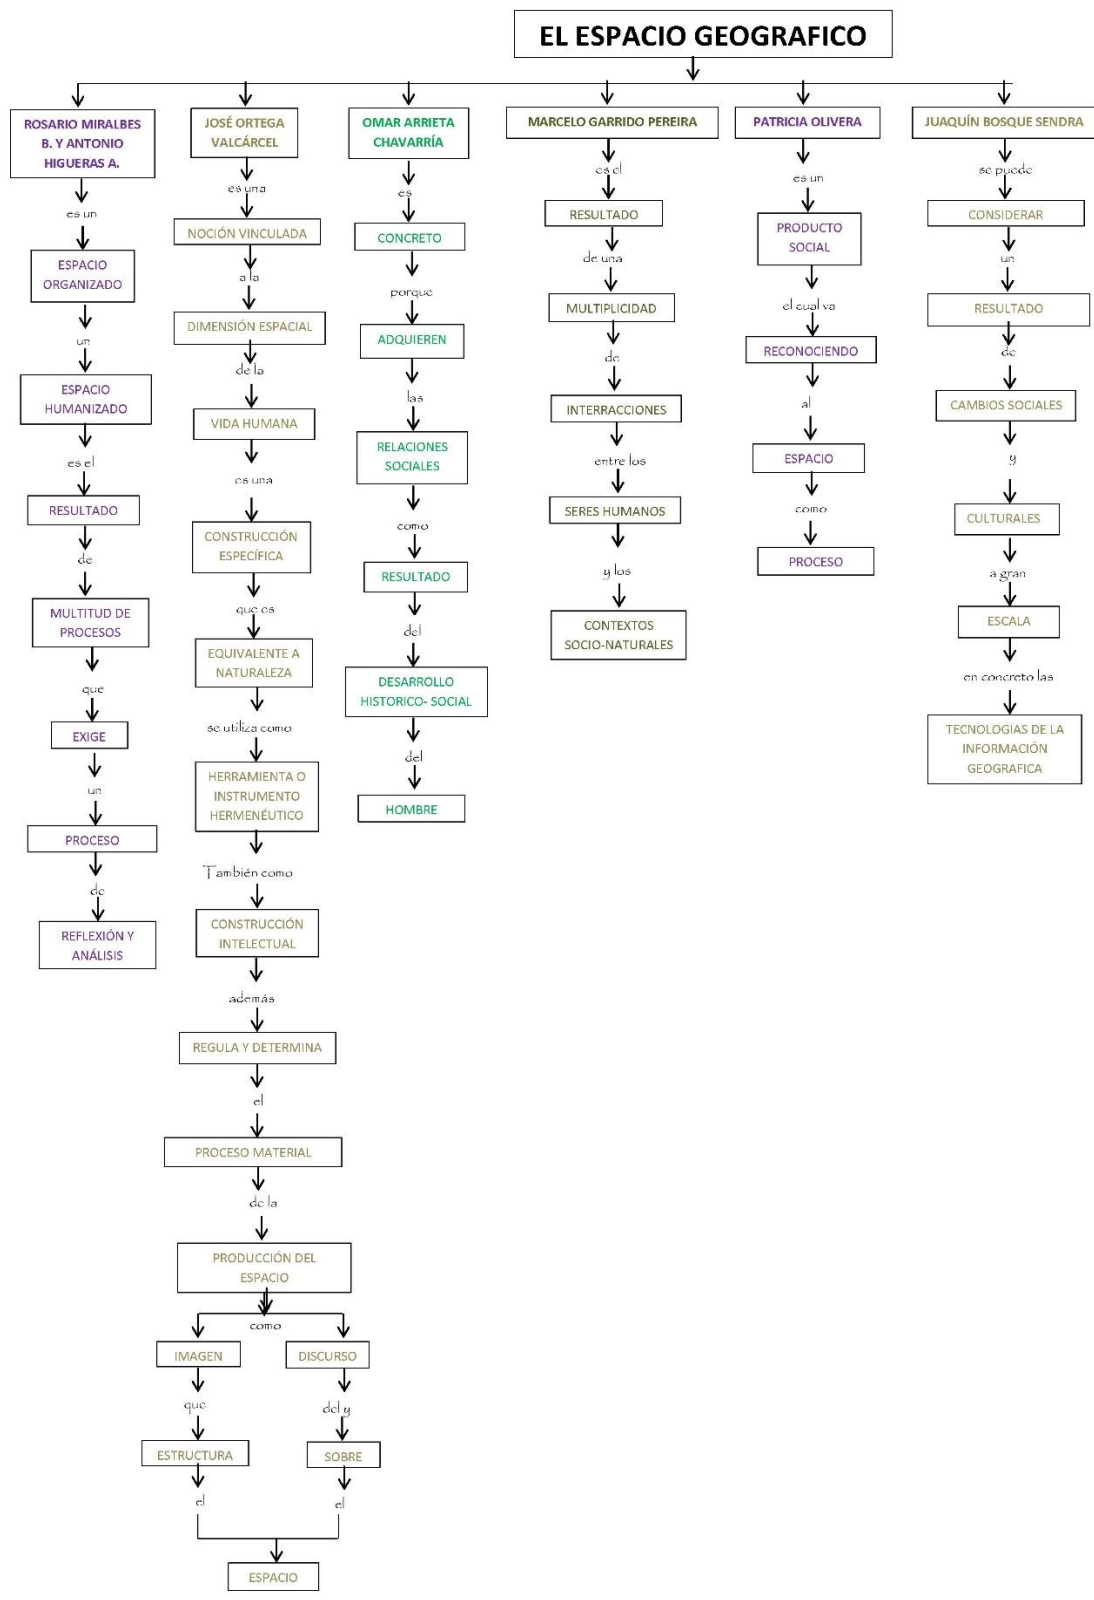 EL ESPACIO GEOGRAFICO
ROSARIO MIRALBES
B. Y ANTONIO
HIGUERAS A.
es un
ESPACIO
ORGANIZADO
un
ESPACIO
HUMANIZADO
es el
RESULTADO
de
MULTITUD DE
PROCESOS
que
EXIGE
un
PROCESO
de
REFLEXIÓN Y
ANÁLISIS
JOSÉ ORTEGA
VALCÁRCEL
es una
NOCIÓN VINCULADA
a la
DIMENSIÓN ESPACIAL
de la
VIDA HUMANA
es una
CONSTRUCCIÓN
ESPECÍFICA
que es
EQUIVALENTE A
NATURALEZA
se utiliza como
HERRAMIENTA O
INSTRUMENTO
HERMENÉUTICO
También como
CONSTRUCCIÓN
INTELECTUAL
además
REGULA Y DETERMINA
el
PROCESO MATERIAL
de la
PRODUCCIÓN DEL
ESPACIO
como
IMAGEN
que
ESTRUCTURA
el
DISCURSO
del y
SOBRE
el
ESPACIO
OMAR ARRIETA
CHAVARRÍA
es
CONCRETO
porque
ADQUIEREN
las
RELACIONES
SOCIALES
como
RESULTADO
del
DESARROLLO
HISTORICO- SOCIAL
del
HOMBRE
MARCELO GARRIDO PEREIRA
es el
RESULTADO
de una
MULTIPLICIDAD
de
INTERRACCIONES
entre los
SERES HUMANOS
y los
CONTEXTOS
SOCIO-NATURALES
PATRICIA OLIVERA
es un
PRODUCTO
SOCIAL
el cual va
RECONOCIENDO
al
ESPACIO
como
PROCESO
JUAQUÍN BOSQUE SENDRA
se puede
CONSIDERAR
un
RESULTADO
de
CAMBIOS SOCIALES
y
CULTURALES
a gran
ESCALA
en concreto las
TECNOLOGIAS DE LA
INFORMACIÓN
GEOGRAFICA